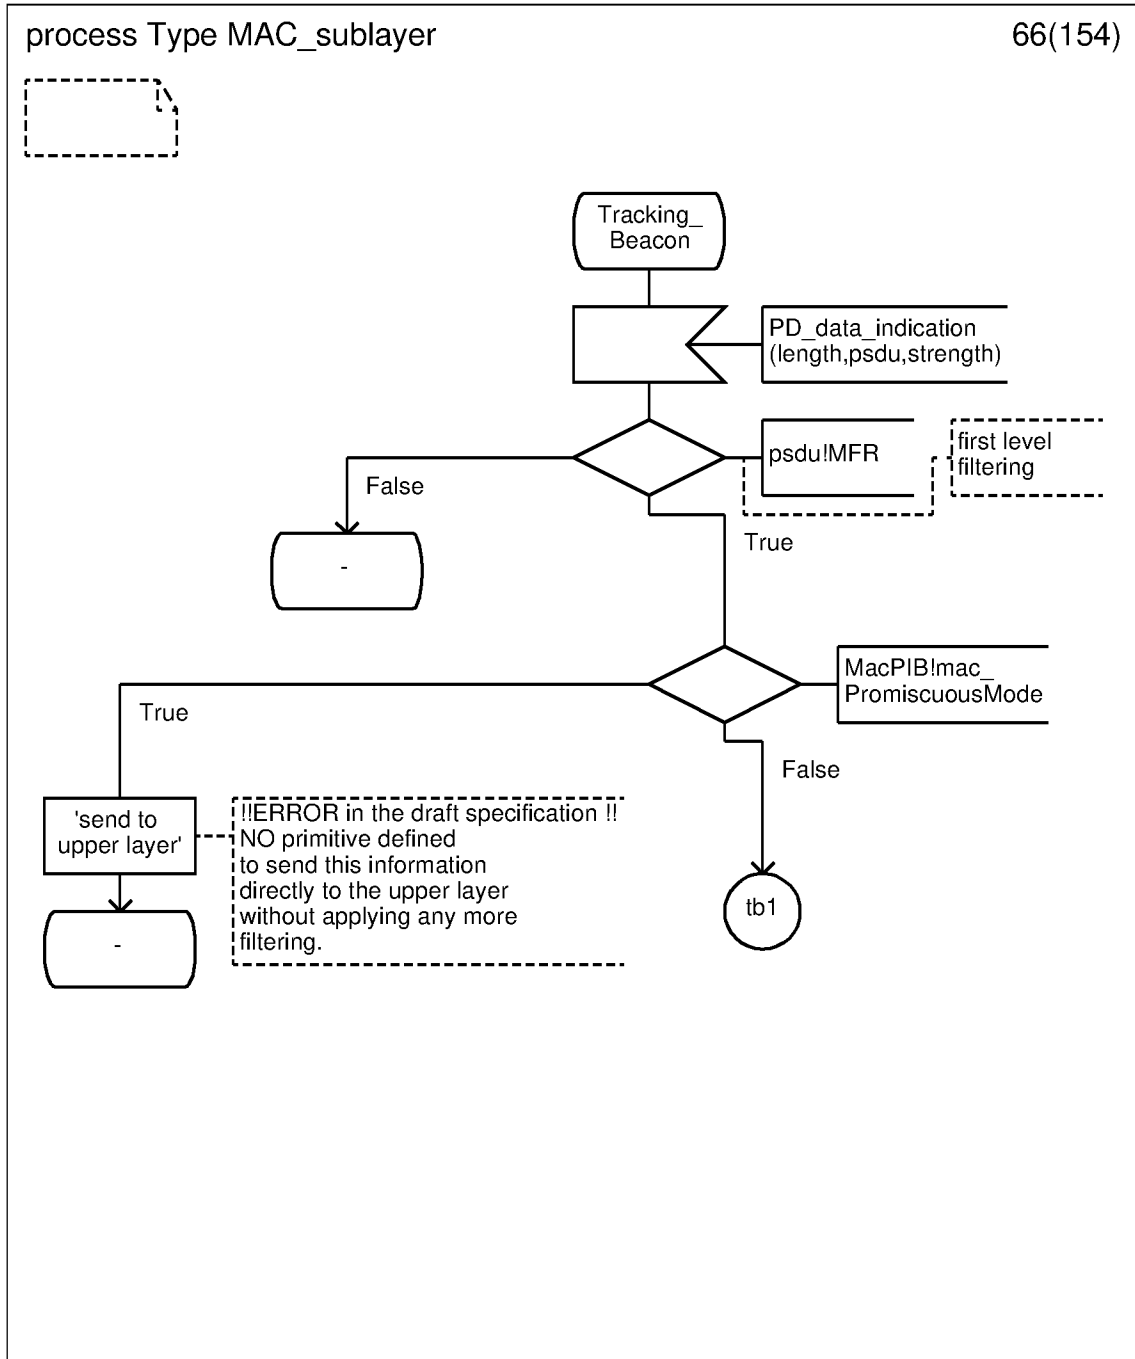 process Type MAC_sublayer
66(154)
Tracking_
Beacon
PD_data_indication
(length,psdu,strength)
psdu!MFR
first level
filtering
False
-
True
MacPIB!mac_
PromiscuousMode
True
False
'send to
upper layer'
!!ERROR in the draft specification !!
NO primitive defined
to send this information
directly to the upper layer
without applying any more
filtering.
tb1
-